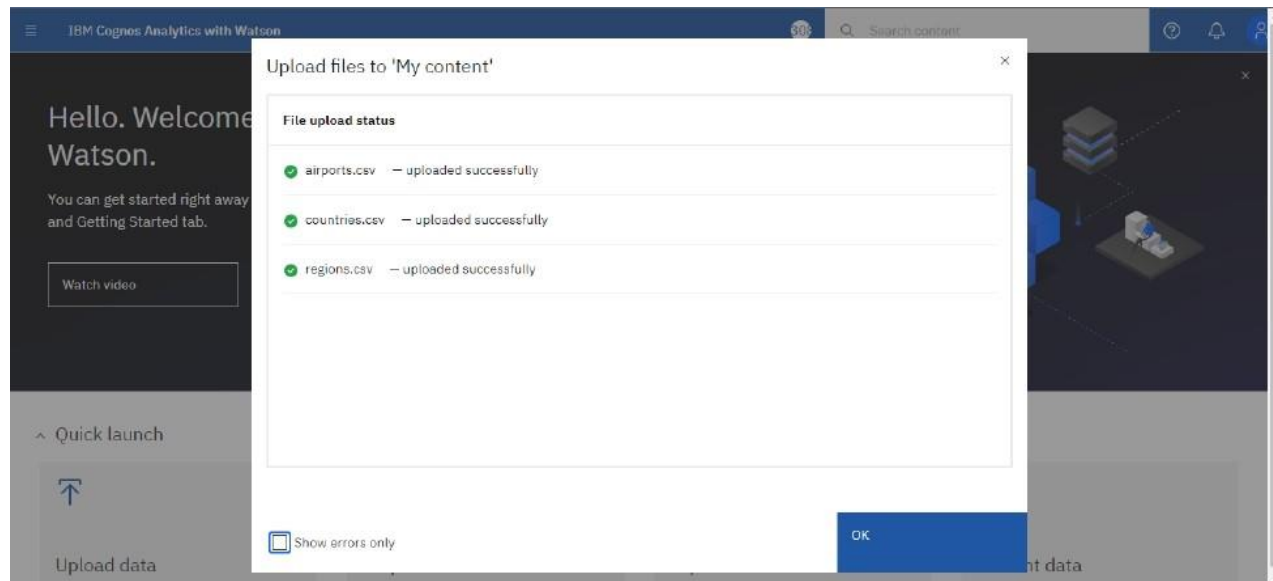 IBM Cognos Analytics with Watson
Search content
Upload files to 'My content'
Hello. Welcome
Watson.
You can get started right away
and Getting Started tab.
Watch video
File upload status
airports.csv — uploaded successfully
countries.csv — uploaded successfully
regions.csv — uploaded successfully
Quick launch
Show errors only
OK
Upload data
nt data